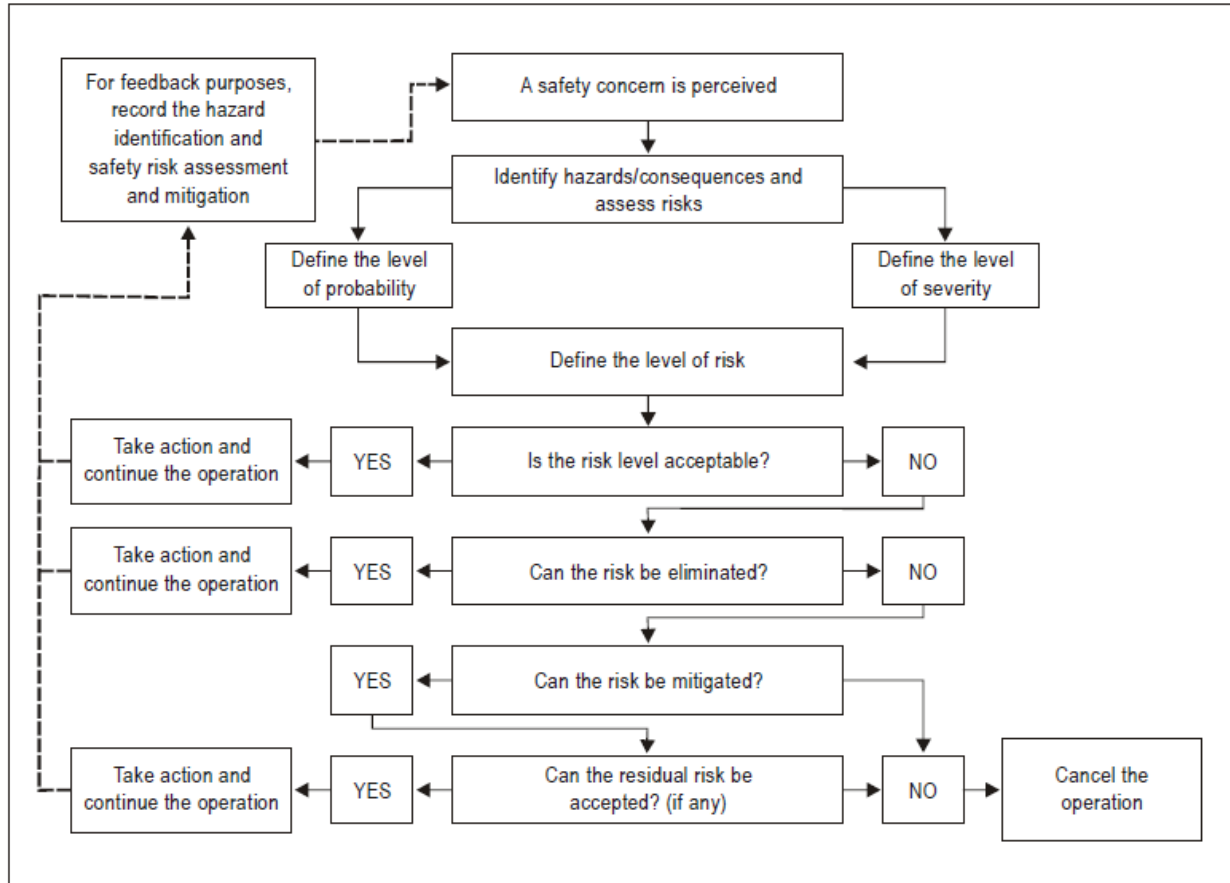 For feedback purposes,
record the hazard
identification and
safety risk assessment
and mitigation
A safety concern is perceived
Identify hazards/consequences and
assess risks
Define the level
of probability
Define the level
of severity
Define the level of risk
Take action and
continue the operation
YES
Is the risk level acceptable?
NO
Take action and
continue the operation
YES
Can the risk be eliminated?
NO
YES
Can the risk be mitigated?
Take action and
continue the operation
YES
Can the residual risk be
accepted? (if any)
NO
Cancel the
operation